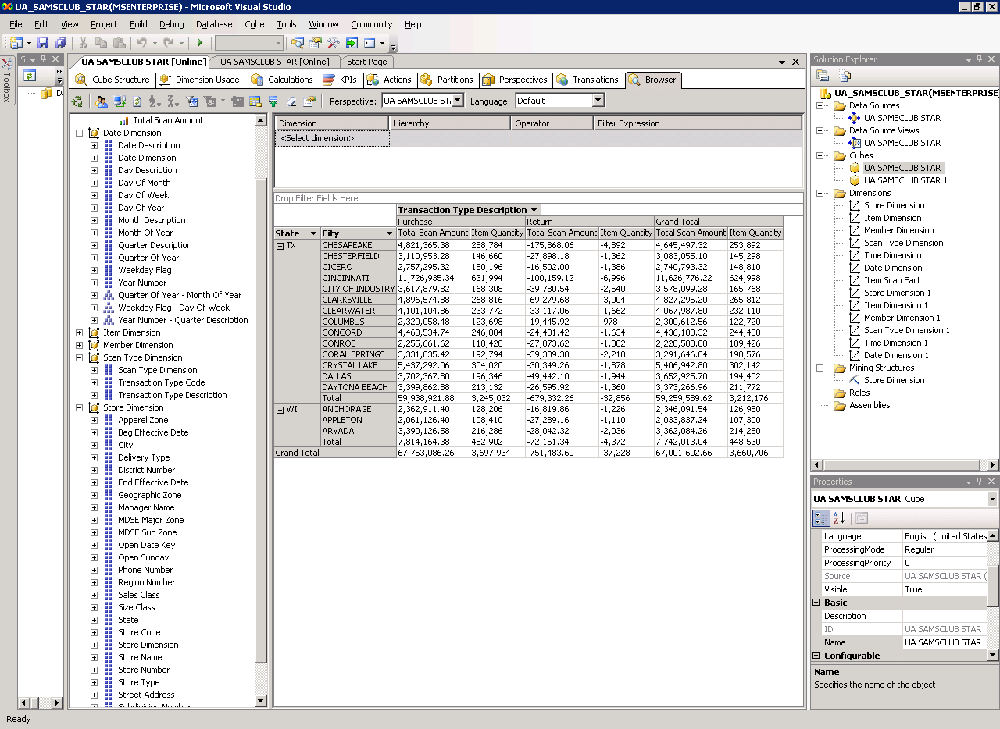 UA_SAMSCLUB_STAR(MSENTERPRISE) - Microsoft Visual Studio
File Edit View Project Build Debug Database Cube Tools Window Community Help
Toolbox
S.
UA SAMSCLUB STAR [Online] UA SAMSCLUB STAR [Online] Start Page
Cube Structure Dimension Usage Calculations KPIs Actions Partitions Perspectives Translations Browser
Perspective: UA SAMSCLUB ST. Language: Default
Total Scan Amount
Date Dimension
Date Description
Date Dimension
Day Description
Day Of Month
Day Of Week
Day Of Year
Month Description
Month Of Year
Quarter Description
Quarter Of Year
Weekday Flag
Year Number
Quarter Of Year - Month Of Year
Weekday Flag - Day Of Week
Year Number - Quarter Description
Item Dimension
Member Dimension
Scan Type Dimension
Scan Type Dimension
Transaction Type Code
Transaction Type Description
Store Dimension
Apparel Zone
Beg Effective Date
City
Delivery Type
District Number
End Effective Date
Geographic Zone
Manager Name
MDSE Major Zone
MDSE Sub Zone
Open Date Key
Open Sunday
Phone Number
Region Number
Sales Class
Size Class
State
Store Code
Store Dimension
Store Name
Store Number
Store Type
Street Address
Subdivision Number
Dimension Hierarchy Operator Filter Expression
<Select dimension>
Drop Filter Fields Here
Transaction Type Description
Purchase Return Grand Total
State City Total Scan Amount Item Quantity Total Scan Amount Item Quantity Total Scan Amount Item Quantity
TX CHESAPEAKE 4,821,365.38 258,784 -175,868.06 -4,892 4,645,497.32 253,892
CHESTERFIELD 3,110,953.28 146,660 -27,898.18 -1,362 3,083,055.10 145,298
CICERO 2,757,295.32 150,196 -16,502.00 -1,386 2,740,793.32 148,810
CINCINNATI 11,726,935.34 631,994 -100,159.12 -6,996 11,626,776.22 624,998
CITY OF INDUSTRY 3,617,879.82 168,308 -39,780.54 -2,540 3,578,099.28 165,768
CLARKSVILLE 4,896,574.88 268,816 -69,279.68 -3,004 4,827,295.20 265,812
CLEARWATER 4,101,104.86 233,772 -33,117.06 -1,662 4,067,987.80 232,110
COLUMBUS 2,320,058.48 123,698 -19,445.92 -978 2,300,612.56 122,720
CONCORD 4,460,534.74 246,084 -24,431.42 -1,634 4,436,103.32 244,450
CONROE 2,255,661.62 110,428 -27,073.62 -1,002 2,228,588.00 109,426
CORAL SPRINGS 3,331,035.42 192,794 -39,389.38 -2,218 3,291,646.04 190,576
CRYSTAL LAKE 5,437,292.06 304,020 -30,349.26 -1,878 5,406,942.80 302,142
DALLAS 3,702,367.80 196,346 -49,442.10 -1,944 3,652,925.70 194,402
DAYTONA BEACH 3,399,862.88 213,132 -26,595.92 -1,360 3,373,266.96 211,772
Total 59,938,921.88 3,245,032 -679,332.26 -32,856 59,259,589.62 3,212,176
WI ANCHORAGE 2,362,911.40 128,206 -16,819.86 -1,226 2,346,091.54 126,980
APPLETON 2,061,126.40 108,410 -27,289.16 -1,110 2,033,837.24 107,300
ARVADA 3,390,126.58 216,286 -28,042.32 -2,036 3,362,084.26 214,250
Total 7,814,164.38 452,902 -72,151.34 -4,372 7,742,013.04 448,530
Grand Total 67,753,086.26 3,697,934 -751,483.60 -37,228 67,001,602.66 3,660,706
Solution Explorer
UA_SAMSCLUB_STAR(MSENTERPRISE
Data Sources
UA SAMSCLUB STAR
Data Source Views
UA SAMSCLUB STAR
Cubes
UA SAMSCLUB STAR
UA SAMSCLUB STAR 1
Dimensions
Store Dimension
Item Dimension
Member Dimension
Scan Type Dimension
Time Dimension
Date Dimension
Item Scan Fact
Store Dimension 1
Item Dimension 1
Member Dimension 1
Scan Type Dimension 1
Time Dimension 1
Date Dimension 1
Mining Structures
Store Dimension
Roles
Assemblies
Properties
UA SAMSCLUB STAR Cube
Language English (United States
ProcessingMode Regular
ProcessingPriority 0
Source UA SAMSCLUB STAR (
Visible True
Basic
Description
ID UA SAMSCLUB STAR
Name UA SAMSCLUB STAR
Configurable
Name
Specifies the name of the object.
Ready